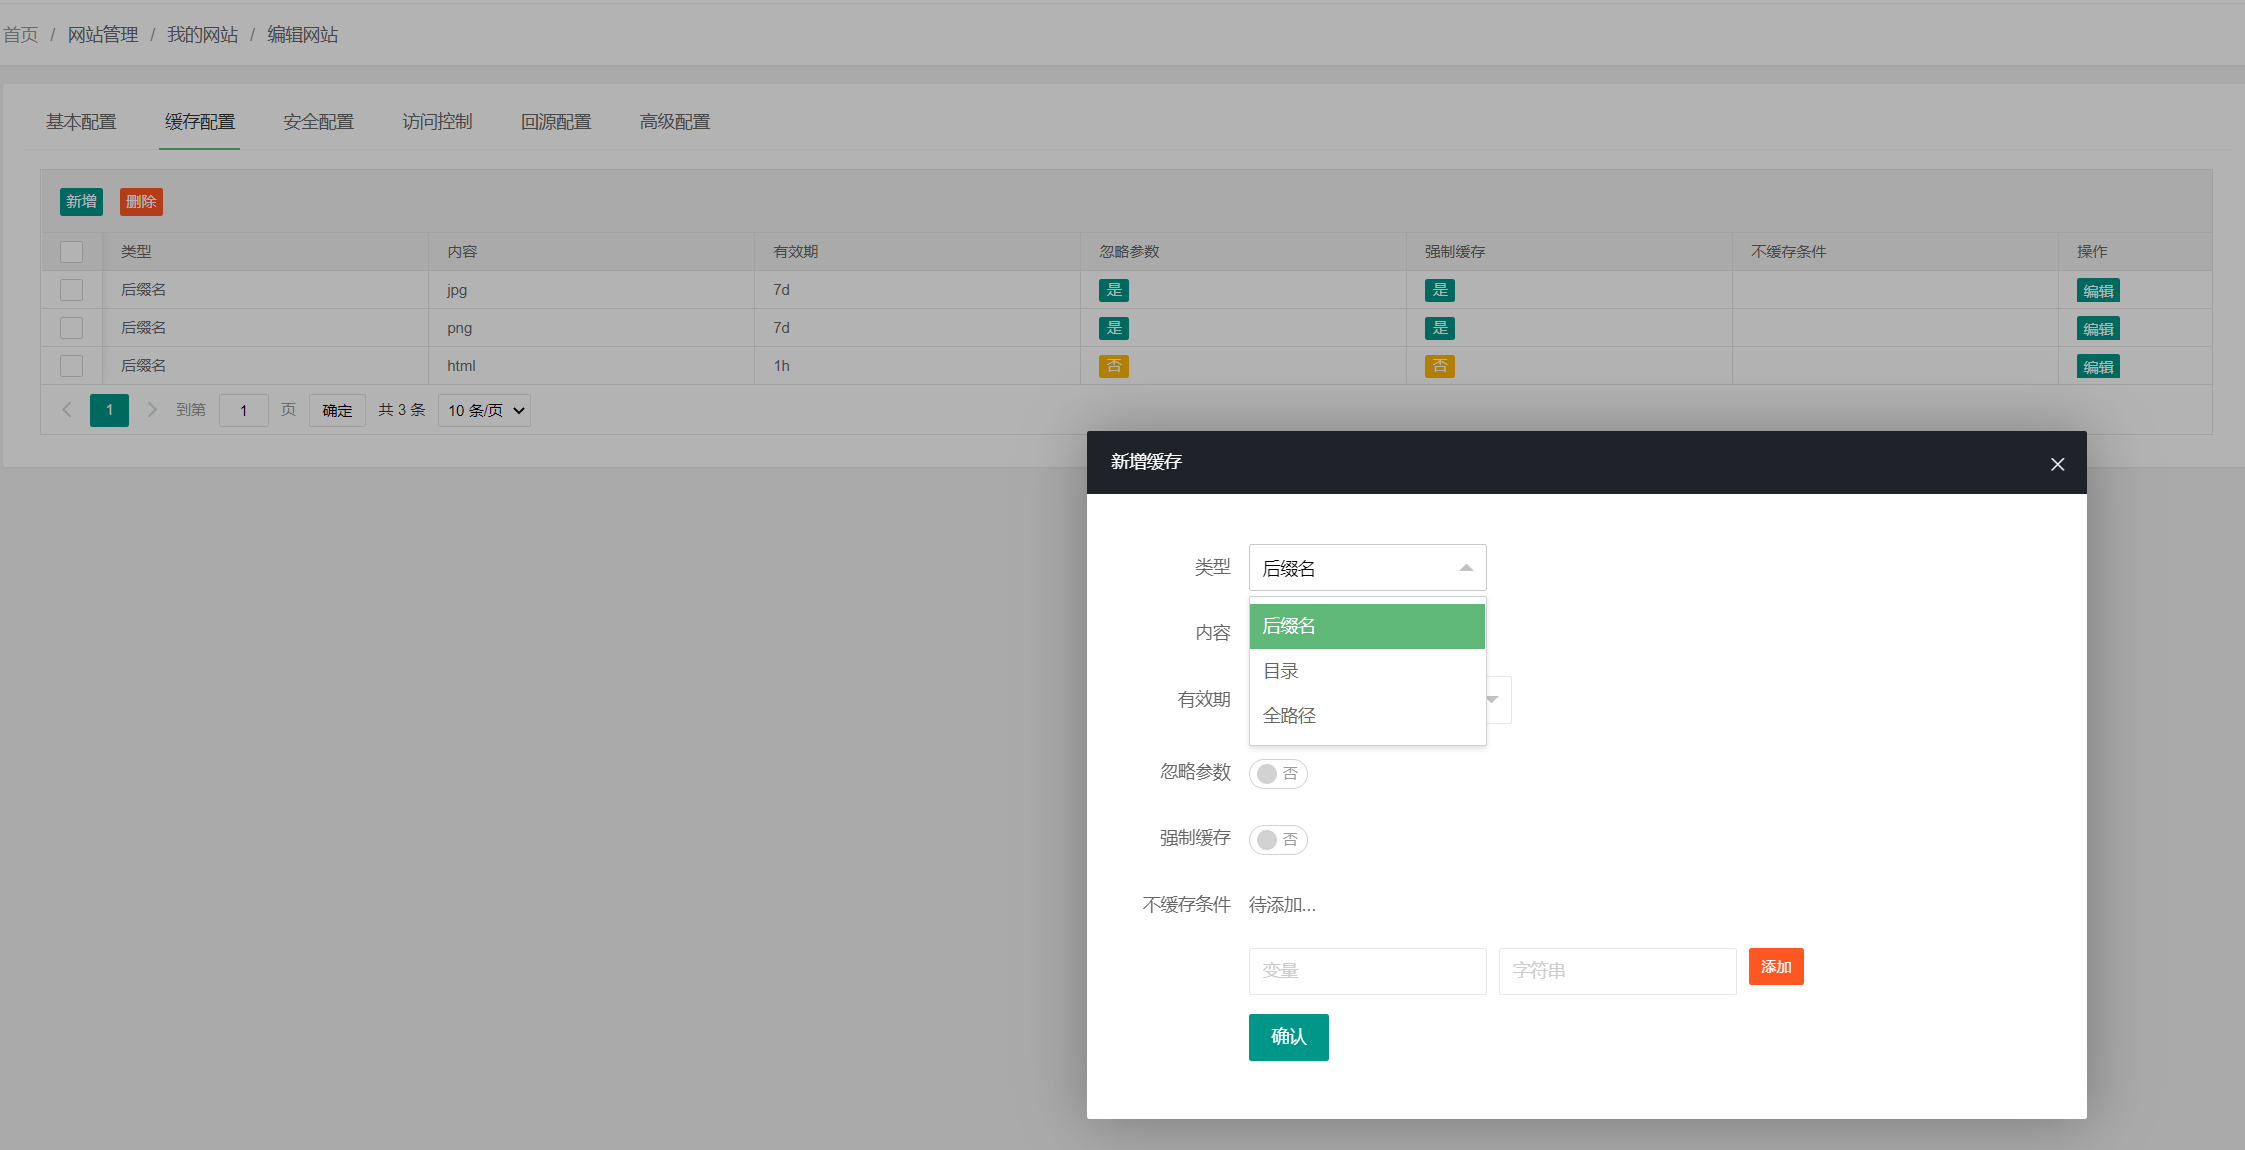 首页 / 网站管理 / 我的网站 / 编辑网站
基本配置 缓存配置 安全配置 访问控制 回源配置 高级配置
新增 删除
类型 内容 有效期 忽略参数 强制缓存 不缓存条件 操作
后缀名 jpg 7d 是 是 编辑
后缀名 png 7d 是 是 编辑
后缀名 html 1h 否 否 编辑
1 到第 1 页 确定 共 3 条 10 条/页
新增缓存
类型 后缀名
后缀名
内容
目录
有效期
全路径
忽略参数 否
强制缓存 否
不缓存条件 待添加...
变量 字符串 添加
确认